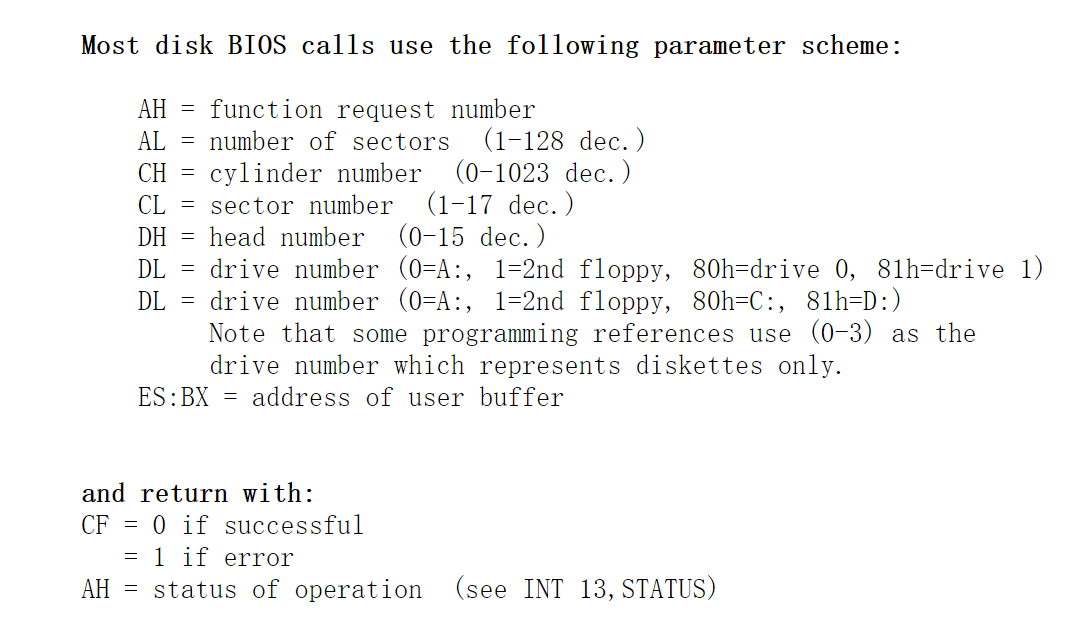 Most disk BIOS calls use the following parameter scheme:
AH = function request number
AL = number of sectors  (1-128 dec.)
CH = cylinder number  (0-1023 dec.)
CL = sector number  (1-17 dec.)
DH = head number  (0-15 dec.)
DL = drive number (0=A:, 1=2nd floppy, 80h=drive 0, 81h=drive 1)
DL = drive number (0=A:, 1=2nd floppy, 80h=C:, 81h=D:)
Note that some programming references use (0-3) as the
drive number which represents diskettes only.
ES:BX = address of user buffer
and return with:
CF = 0 if successful
= 1 if error
AH = status of operation  (see INT 13,STATUS)